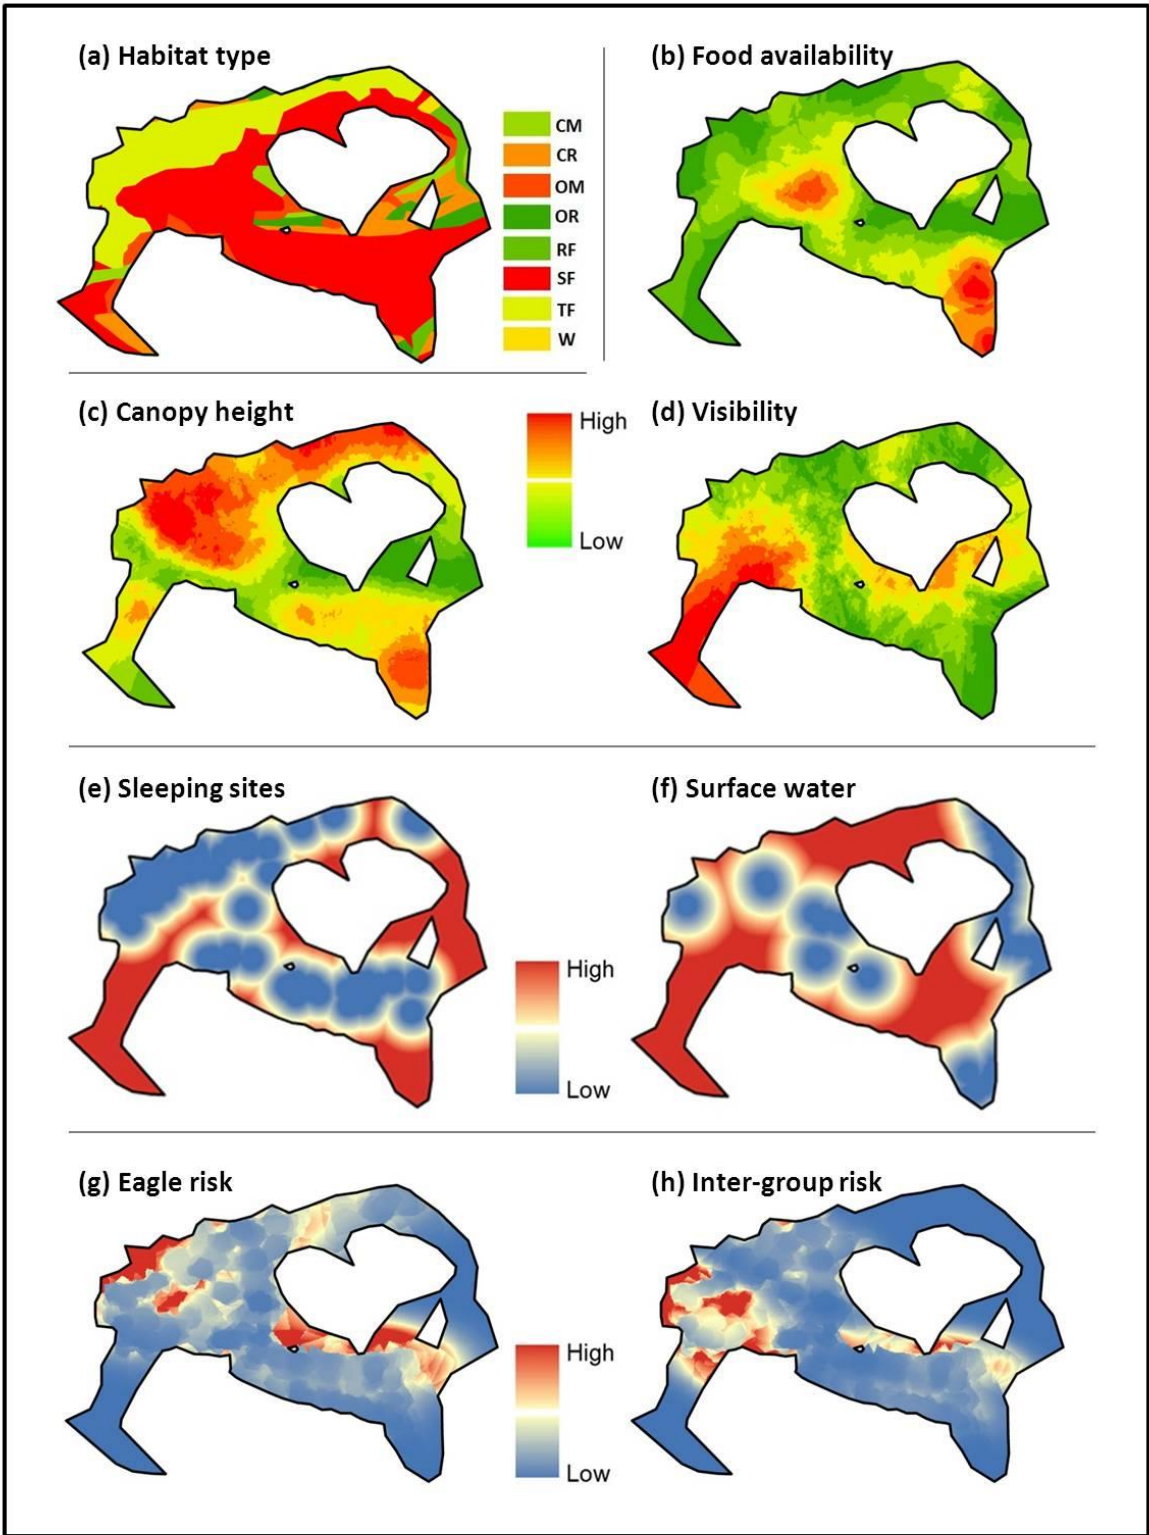 (a) Habitat type
(b) Food availability
CM
CR
OM
OR
RF
SF
TF
W
(c) Canopy height
High
Low
(d) Visibility
(e) Sleeping sites
(f) Surface water
High
Low
(g) Eagle risk
(h) Inter-group risk
High
Low